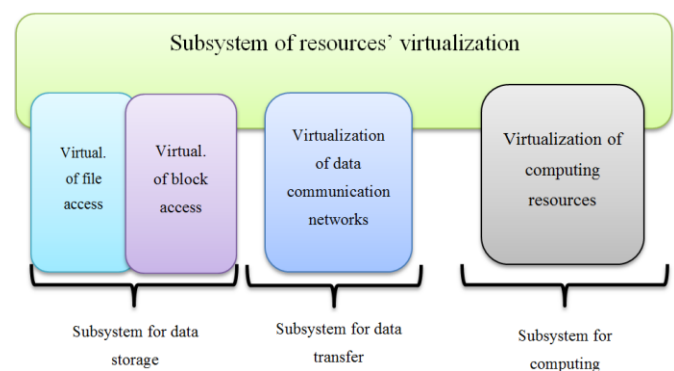 Subsystem of resources' virtualization
Virtual.
of file
access
Virtual.
of block
access
Virtualization
of data
communication
networks
Virtualization of
computing
resources
Subsystem for data
storage
Subsystem for data
transfer
Subsystem for
computing